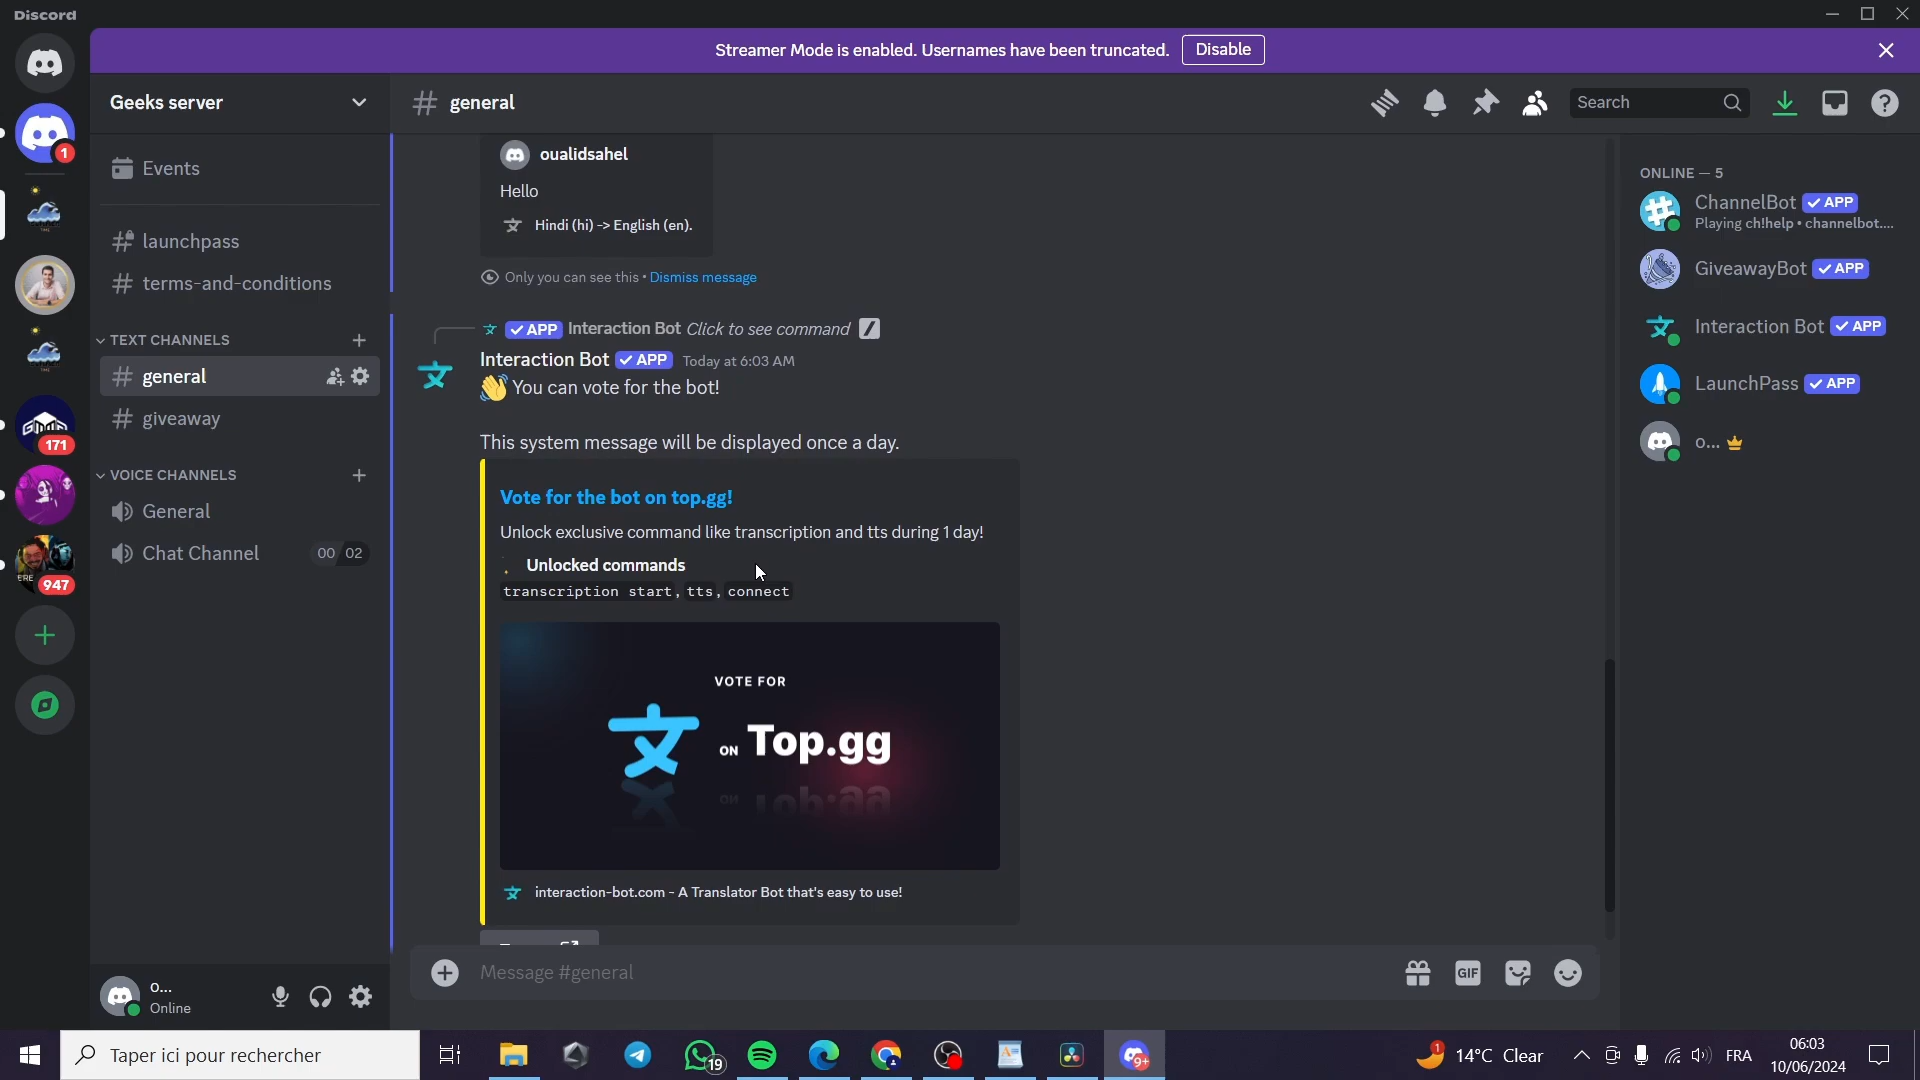 Discord
Streamer Mode is enabled. Usernames have been truncated. Disable
Geeks server
# general
Search
Events
launchpass
terms-and-conditions
TEXT CHANNELS
general
giveaway
VOICE CHANNELS
General
Chat Channel 00 02
1
171
947
oualidsahel
Hello
Hindi (hi) -> English (en).
Only you can see this • Dismiss message
APP Interaction Bot Click to see command
Interaction Bot APP Today at 6:03 AM
👋 You can vote for the bot!
This system message will be displayed once a day.
Vote for the bot on top.gg!
Unlock exclusive command like transcription and tts during 1 day!
Unlocked commands
transcription start, tts, connect
VOTE FOR
文 ON Top.gg
interaction-bot.com - A Translator Bot that's easy to use!
Message #general
GIF
ONLINE — 5
ChannelBot APP
Playing ch!help • channelbot....
GiveawayBot APP
Interaction Bot APP
LaunchPass APP
o...
o...
Online
Taper ici pour rechercher
19
9+
1
14°C Clear
FRA
06:03
10/06/2024